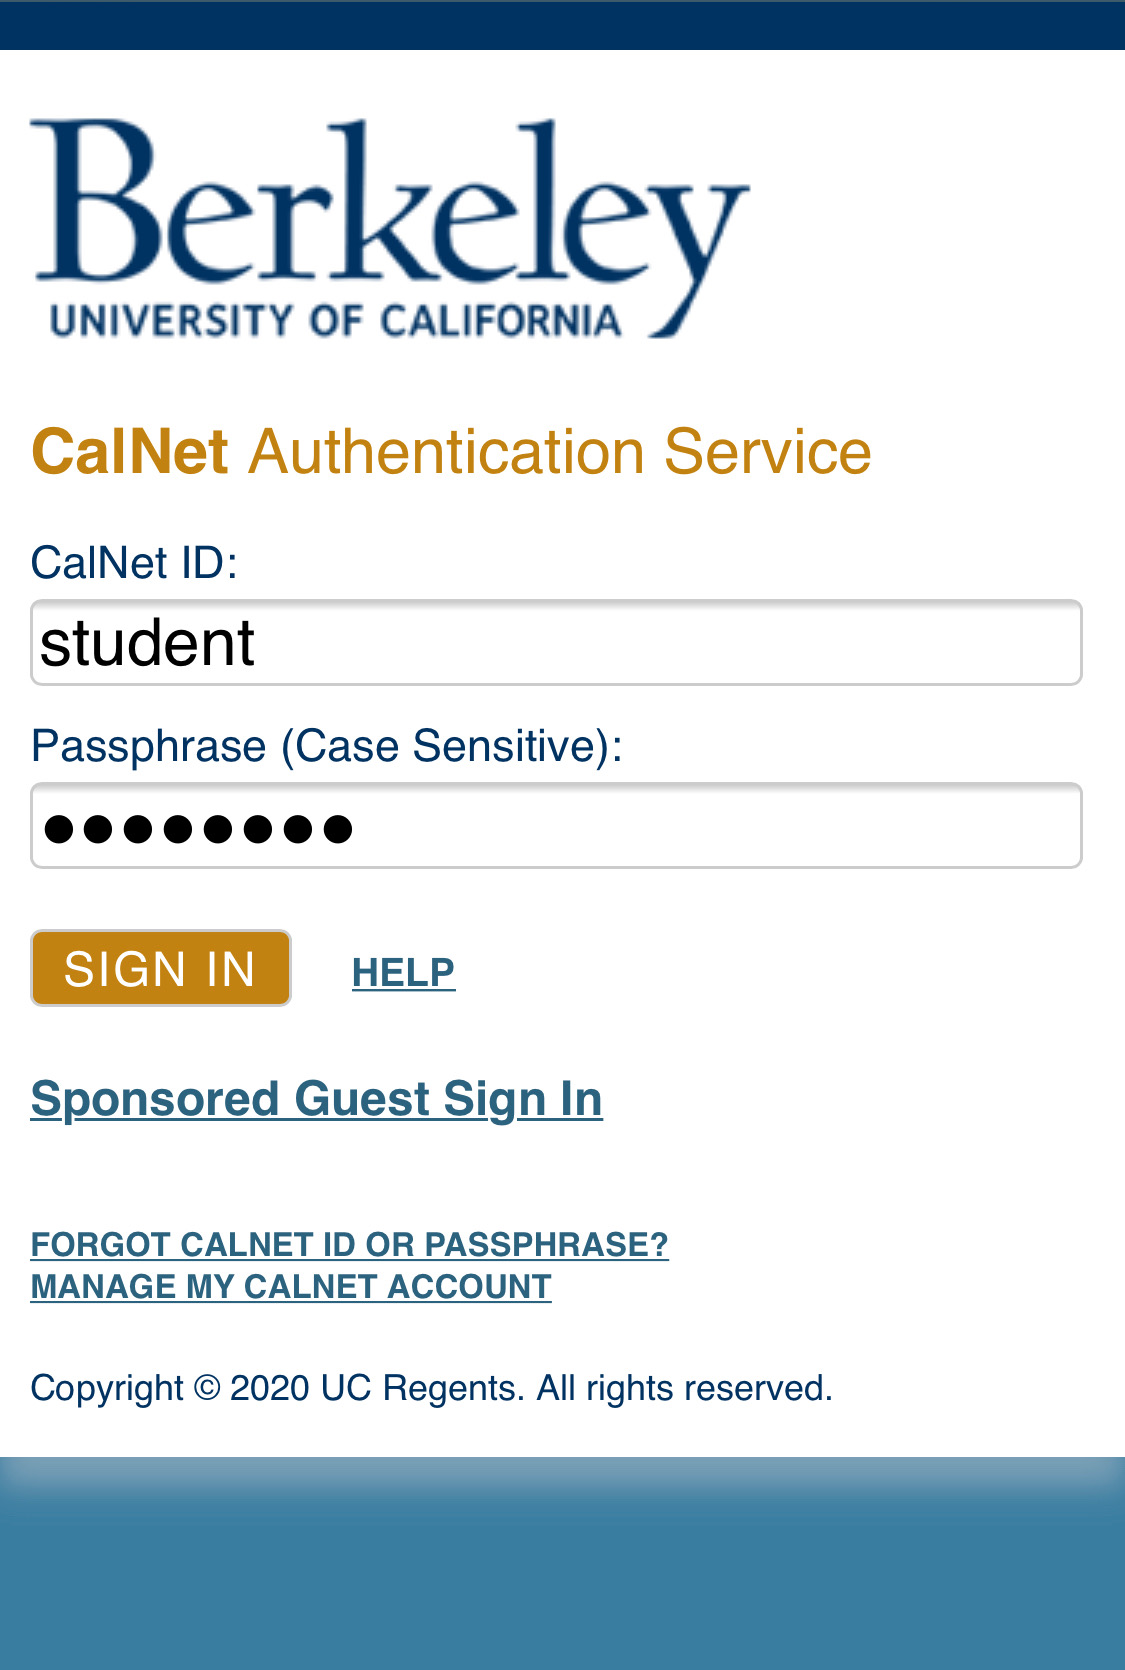 Berkeley
UNIVERSITY OF CALIFORNIA
CalNet Authentication Service
CalNet ID:
student
Passphrase (Case Sensitive):
●●●●●●●●
SIGN IN HELP
Sponsored Guest Sign In
FORGOT CALNET ID OR PASSPHRASE?
MANAGE MY CALNET ACCOUNT
Copyright © 2020 UC Regents. All rights reserved.